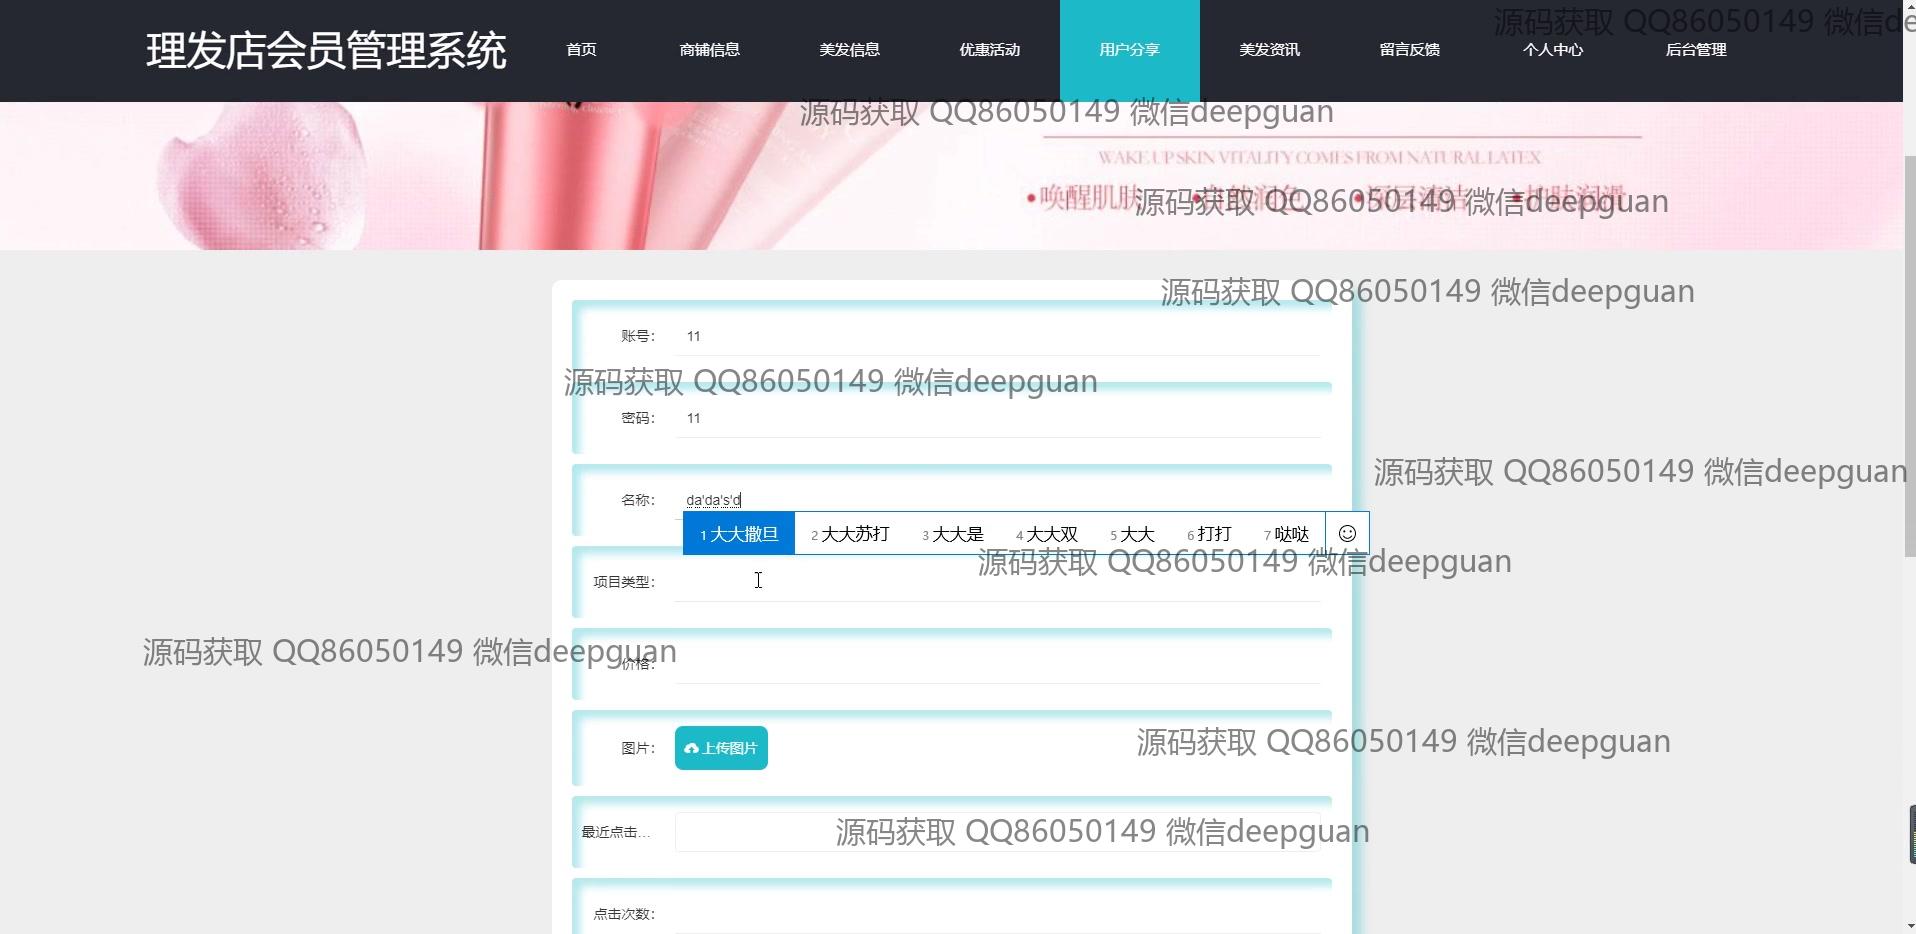 理发店会员管理系统
首页
商铺信息
美发信息
优惠活动
用户分享
美发资讯
留言反馈
个人中心
后台管理
源码获取 QQ86050149 微信de
源码获取 QQ86050149 微信deepguan
WAKE UP SKIN VITALITY COMES FROM NATURAL LATEX
•唤醒肌肤
源码获取 QQ86050149 微信deepguan
源码获取 QQ86050149 微信deepguan
账号： 11
源码获取 QQ86050149 微信deepguan
密码： 11
源码获取 QQ86050149 微信deepguan
名称： da'da's'd
1 大大撒旦 2 大大苏打 3 大大是 4 大大双 5 大大 6 打打 7 哒哒
源码获取 QQ86050149 微信deepguan
项目类型：
源码获取 QQ86050149 微信deepguan
价格：
图片： 上传图片
源码获取 QQ86050149 微信deepguan
最近点击...
源码获取 QQ86050149 微信deepguan
点击次数：